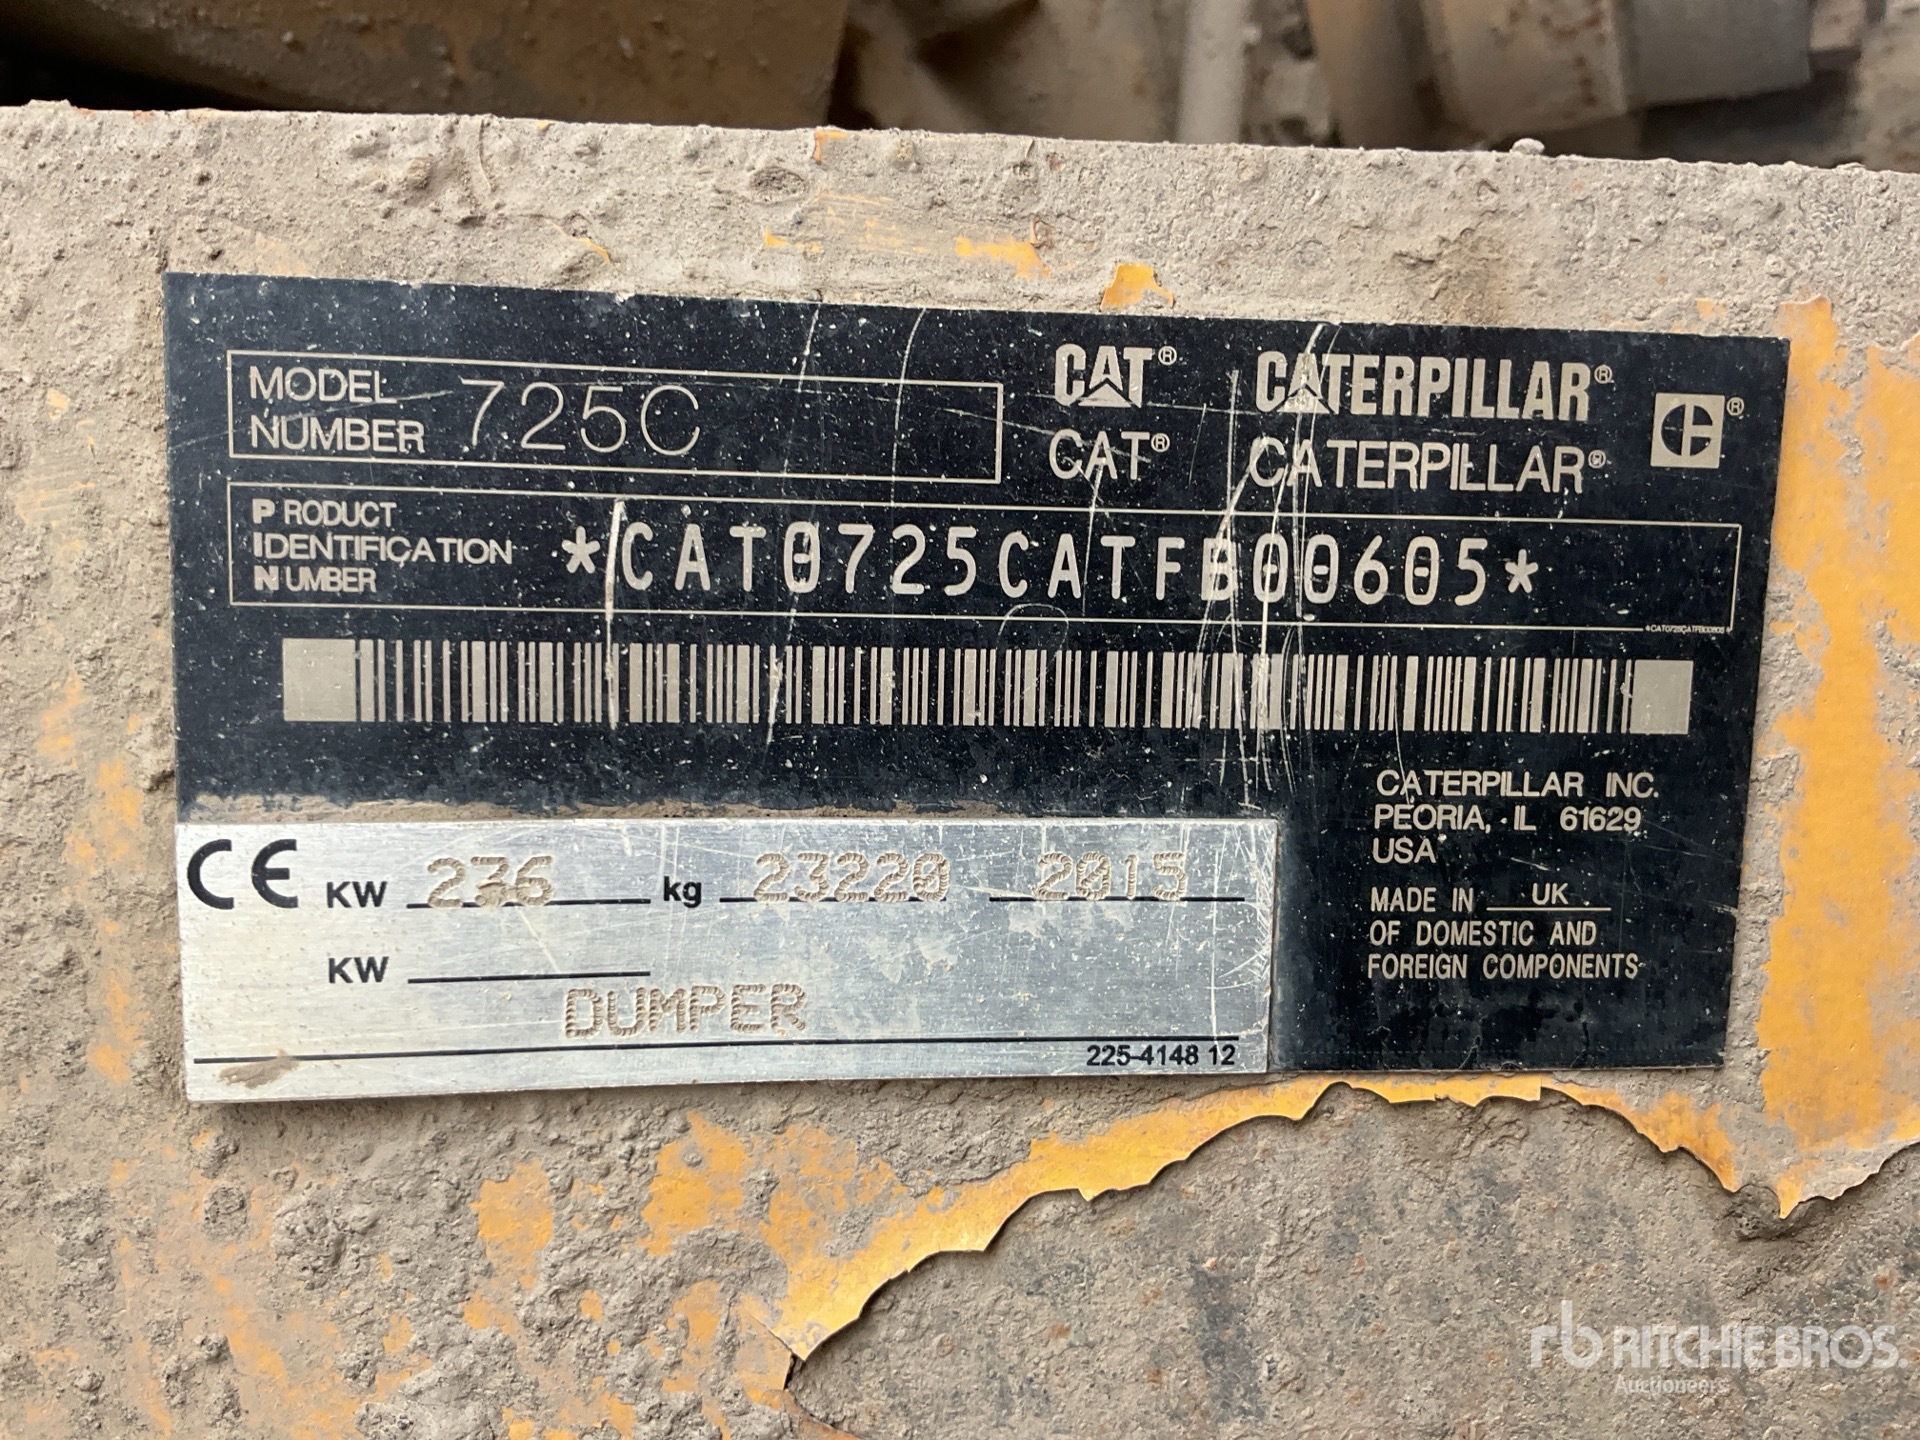 MODEL
NUMBER 725C
CAT® CATERPILLAR®
CAT® CATERPILLAR®
PRODUCT
IDENTIFICATION
NUMBER
*CAT0725CATFB00605*
*CAT0725CATFB00605*
CATERPILLAR INC.
PEORIA, IL 61629
USA
MADE IN UK
OF DOMESTIC AND
FOREIGN COMPONENTS
CE KW 236 kg 23220 2015
KW
DUMPER
225-4148 12
rb RITCHIE BROS.
Auctioneers